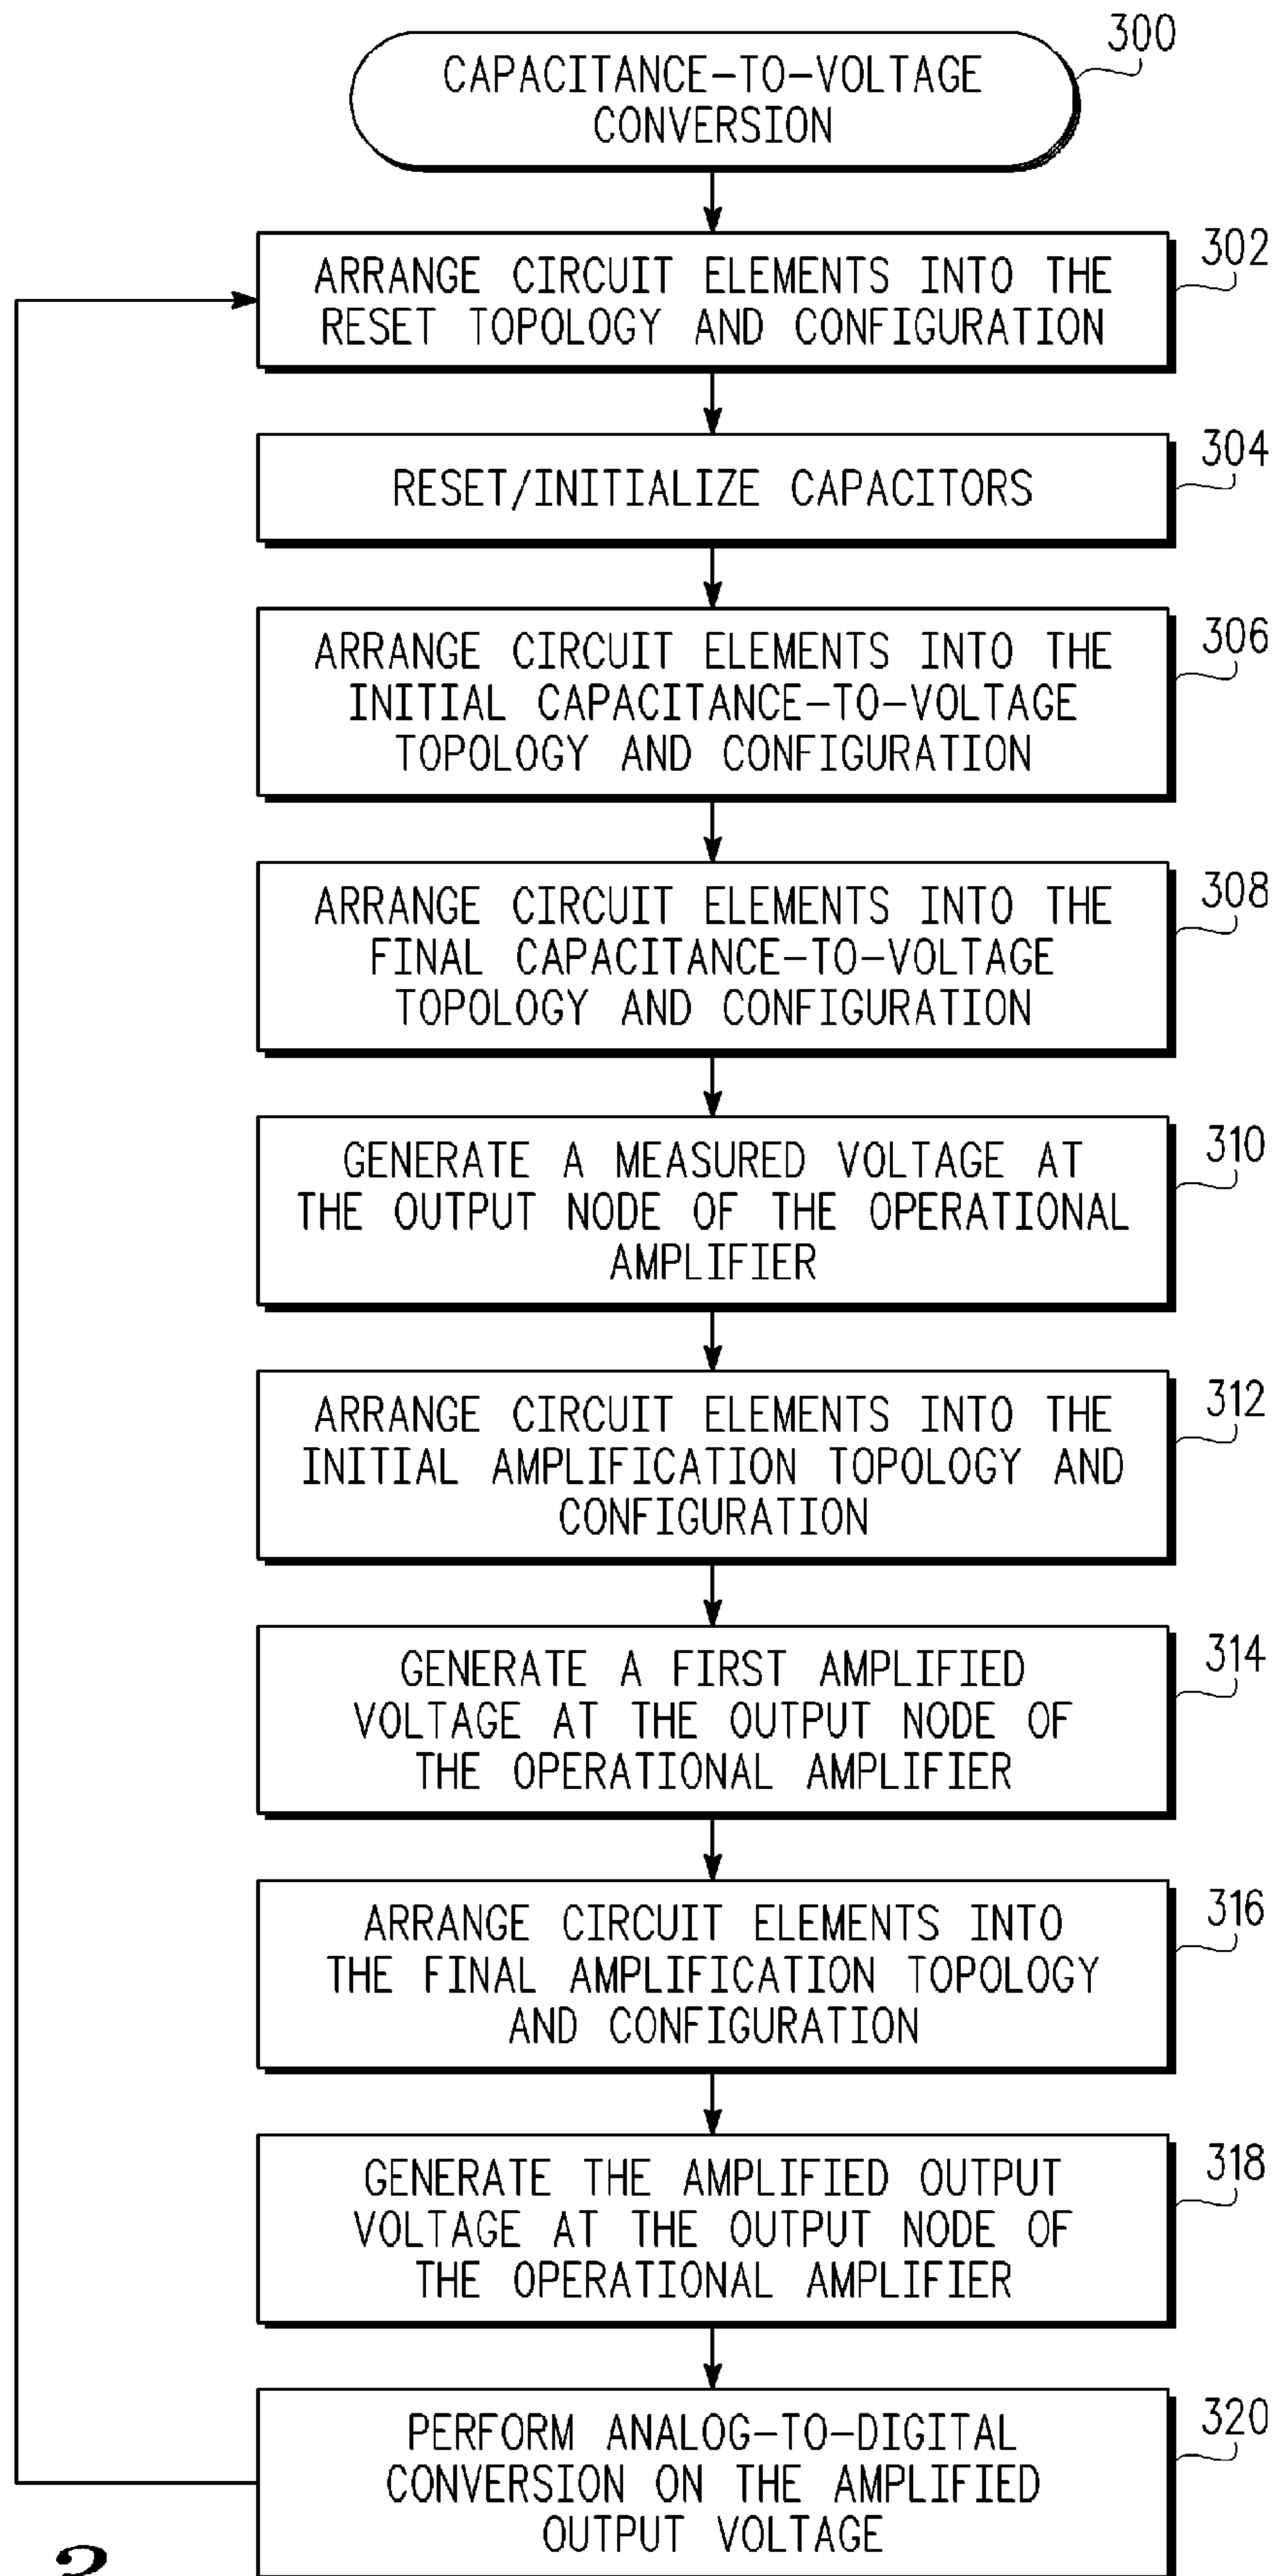 300
CAPACITANCE-TO-VOLTAGE
CONVERSION
302
ARRANGE CIRCUIT ELEMENTS INTO THE
RESET TOPOLOGY AND CONFIGURATION
304
RESET/INITIALIZE CAPACITORS
306
ARRANGE CIRCUIT ELEMENTS INTO THE
INITIAL CAPACITANCE-TO-VOLTAGE
TOPOLOGY AND CONFIGURATION
308
ARRANGE CIRCUIT ELEMENTS INTO THE
FINAL CAPACITANCE-TO-VOLTAGE
TOPOLOGY AND CONFIGURATION
310
GENERATE A MEASURED VOLTAGE AT
THE OUTPUT NODE OF THE OPERATIONAL
AMPLIFIER
312
ARRANGE CIRCUIT ELEMENTS INTO THE
INITIAL AMPLIFICATION TOPOLOGY AND
CONFIGURATION
314
GENERATE A FIRST AMPLIFIED
VOLTAGE AT THE OUTPUT NODE OF
THE OPERATIONAL AMPLIFIER
316
ARRANGE CIRCUIT ELEMENTS INTO
THE FINAL AMPLIFICATION TOPOLOGY
AND CONFIGURATION
318
GENERATE THE AMPLIFIED OUTPUT
VOLTAGE AT THE OUTPUT NODE OF
THE OPERATIONAL AMPLIFIER
320
PERFORM ANALOG-TO-DIGITAL
CONVERSION ON THE AMPLIFIED
OUTPUT VOLTAGE